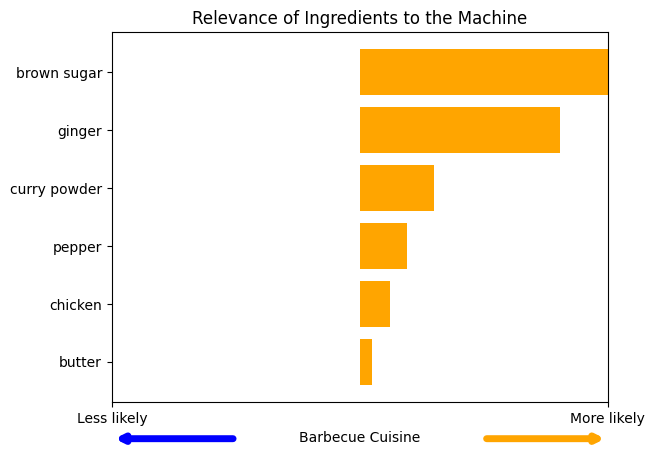 Relevance of Ingredients to the Machine
brown sugar
ginger
curry powder
pepper
chicken
butter
Less likely More likely
Barbecue Cuisine